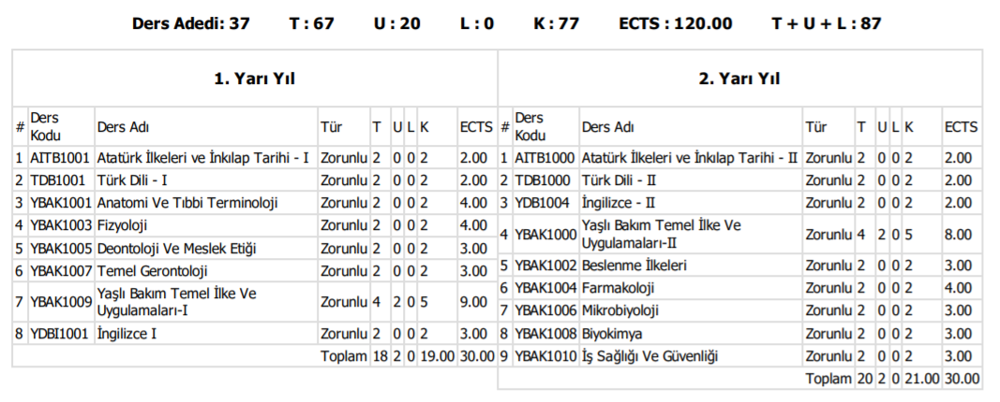 Ders Adedi: 37 T : 67 U : 20 L : 0 K : 77 ECTS : 120.00 T + U + L : 87
1. Yarı Yıl
# Ders Kodu Ders Adı Tür T U L K ECTS
1 AITB1001 Atatürk İlkeleri ve İnkılap Tarihi - I Zorunlu 2 0 0 2 2.00
2 TDB1001 Türk Dili - I Zorunlu 2 0 0 2 2.00
3 YBAK1001 Anatomi Ve Tıbbi Terminoloji Zorunlu 2 0 0 2 4.00
4 YBAK1003 Fizyoloji Zorunlu 2 0 0 2 4.00
5 YBAK1005 Deontoloji Ve Meslek Etiği Zorunlu 2 0 0 2 3.00
6 YBAK1007 Temel Gerontoloji Zorunlu 2 0 0 2 3.00
7 YBAK1009 Yaşlı Bakım Temel İlke Ve Uygulamaları-I Zorunlu 4 2 0 5 9.00
8 YDBI1001 İngilizce I Zorunlu 2 0 0 2 3.00
Toplam 18 2 0 19.00 30.00
2. Yarı Yıl
# Ders Kodu Ders Adı Tür T U L K ECTS
1 AITB1000 Atatürk İlkeleri ve İnkılap Tarihi - II Zorunlu 2 0 0 2 2.00
2 TDB1000 Türk Dili - II Zorunlu 2 0 0 2 2.00
3 YDB1004 İngilizce - II Zorunlu 2 0 0 2 2.00
4 YBAK1000 Yaşlı Bakım Temel İlke Ve Uygulamaları-II Zorunlu 4 2 0 5 8.00
5 YBAK1002 Beslenme İlkeleri Zorunlu 2 0 0 2 3.00
6 YBAK1004 Farmakoloji Zorunlu 2 0 0 2 4.00
7 YBAK1006 Mikrobiyoloji Zorunlu 2 0 0 2 3.00
8 YBAK1008 Biyokimya Zorunlu 2 0 0 2 3.00
9 YBAK1010 İş Sağlığı Ve Güvenliği Zorunlu 2 0 0 2 3.00
Toplam 20 2 0 21.00 30.00